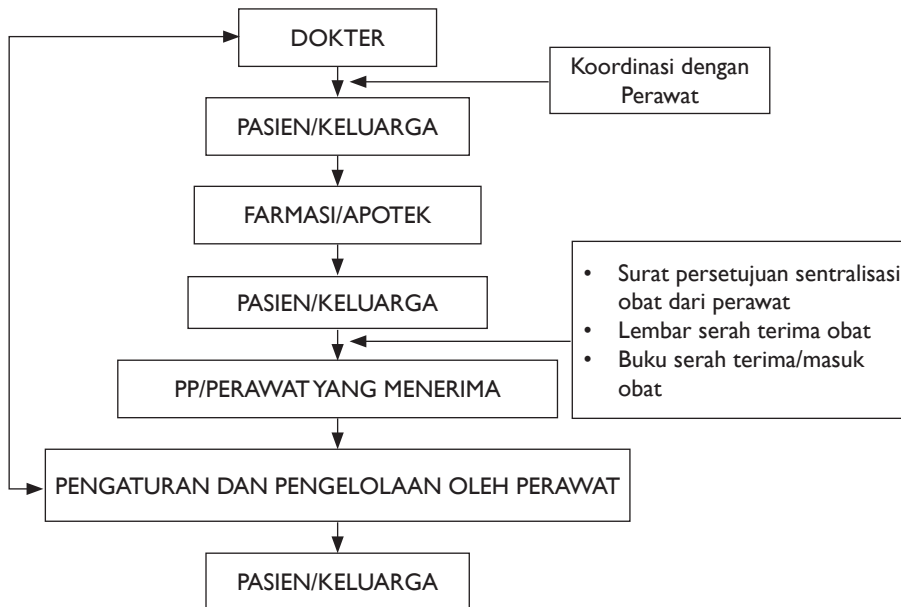 DOKTER
Koordinasi dengan
Perawat
PASIEN/KELUARGA
FARMASI/APOTEK
PASIEN/KELUARGA
• Surat persetujuan sentralisasi
obat dari perawat
• Lembar serah terima obat
• Buku serah terima/masuk
obat
PP/PERAWAT YANG MENERIMA
PENGATURAN DAN PENGELOLAAN OLEH PERAWAT
PASIEN/KELUARGA